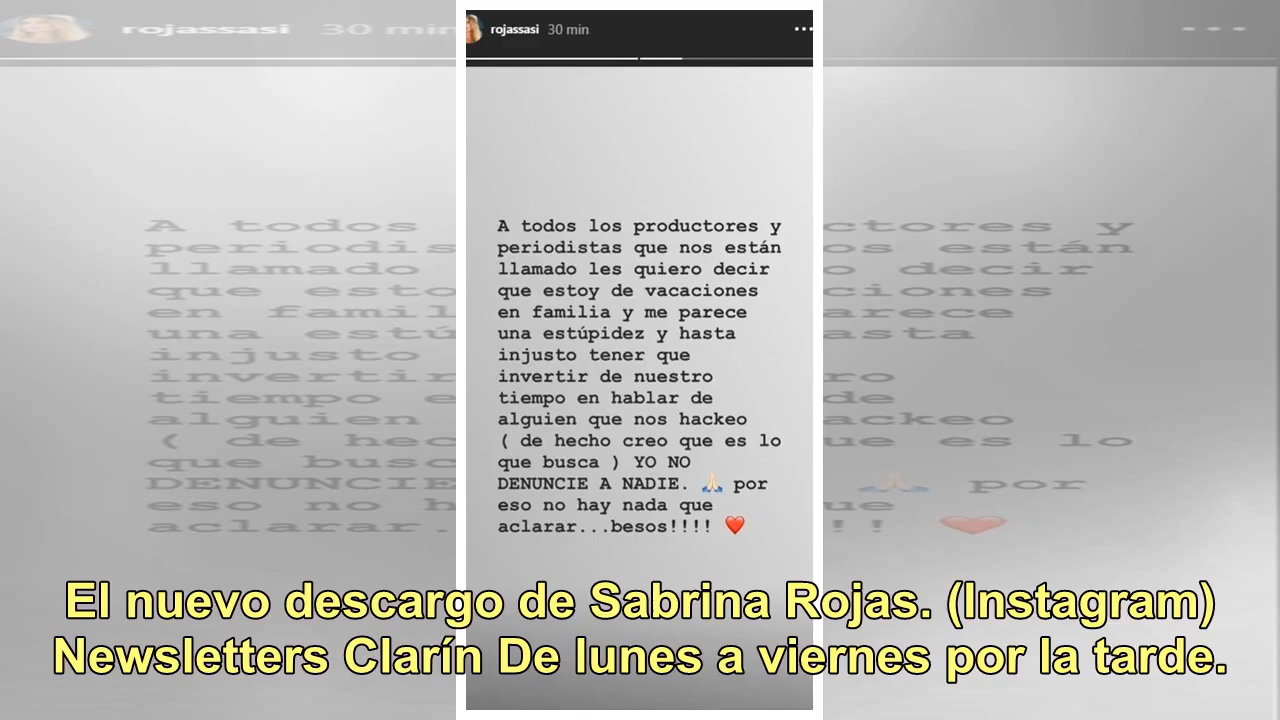 rojassasi 30 min
A todos los productores y
periodistas que nos están
llamado les quiero decir
que estoy de vacaciones
en familia y me parece
una estúpidez y hasta
injusto tener que
invertir de nuestro
tiempo en hablar de
alguien que nos hackeo
( de hecho creo que es lo
que busca ) YO NO
DENUNCIE A NADIE. 🙏🏻 por
eso no hay nada que
aclarar...besos!!!! ❤️
El nuevo descargo de Sabrina Rojas. (Instagram)
Newsletters Clarín De lunes a viernes por la tarde.